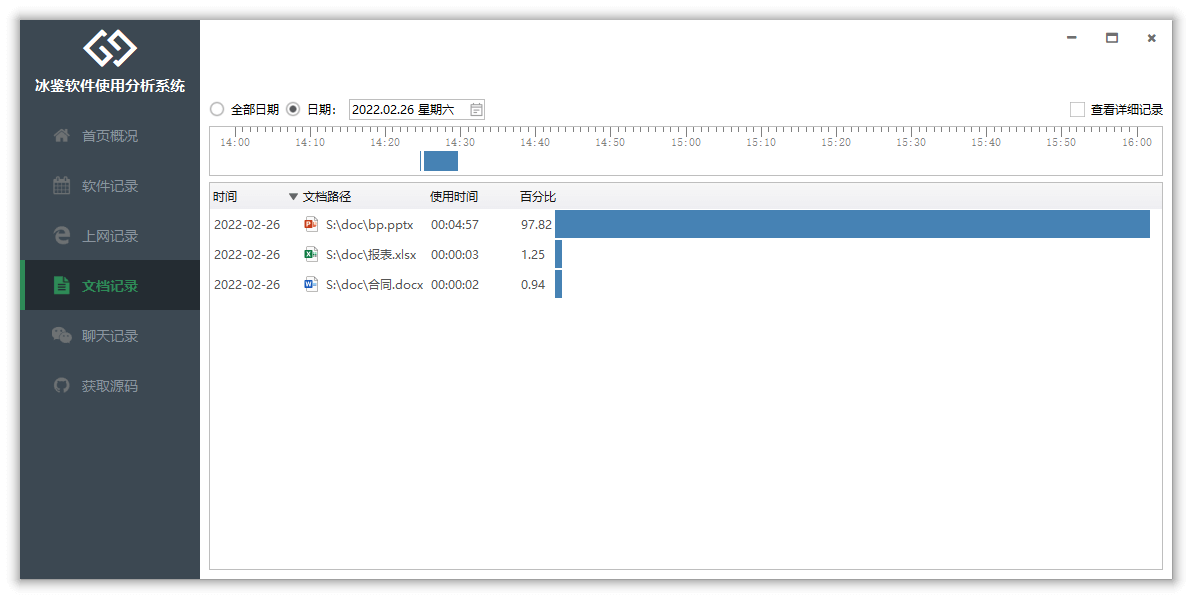 冰鉴软件使用分析系统
首页概况
软件记录
上网记录
文档记录
聊天记录
获取源码
全部日期 日期： 2022.02.26 星期六 查看详细记录
14:00 14:10 14:20 14:30 14:40 14:50 15:00 15:10 15:20 15:30 15:40 15:50 16:00
时间 文档路径 使用时间 百分比
2022-02-26 S:\doc\bp.pptx 00:04:57 97.82
2022-02-26 S:\doc\报表.xlsx 00:00:03 1.25
2022-02-26 S:\doc\合同.docx 00:00:02 0.94